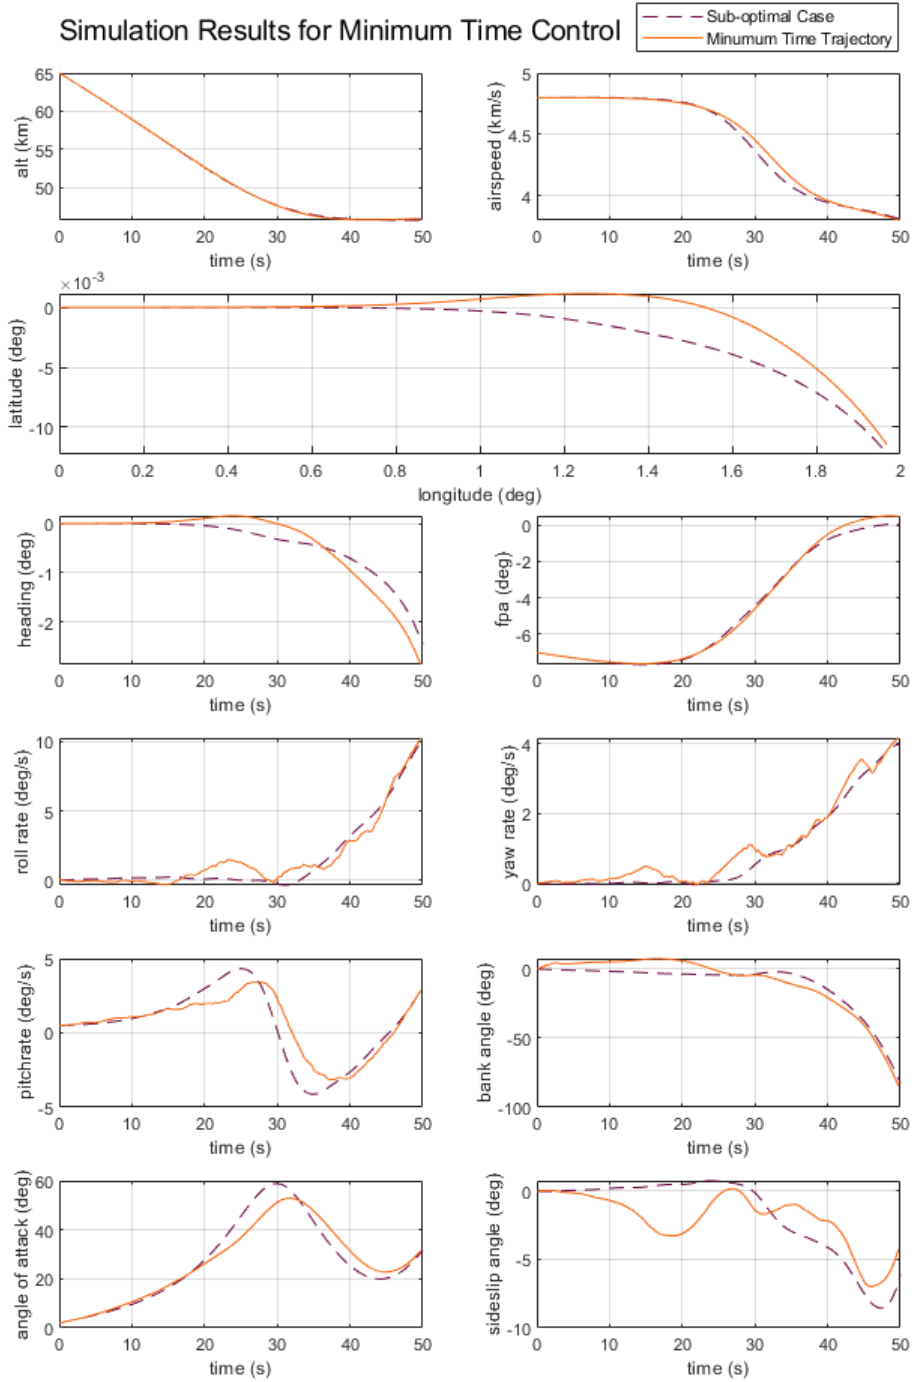 Simulation Results for Minimum Time Control
Sub-optimal Case
Minumum Time Trajectory
65
60
55
50
alt (km)
0 10 20 30 40 50
time (s)
5
4.5
4
airspeed (km/s)
0 10 20 30 40 50
time (s)
×10-3
0
-5
-10
latitude (deg)
0 0.2 0.4 0.6 0.8 1 1.2 1.4 1.6 1.8 2
longitude (deg)
0
-1
-2
heading (deg)
0 10 20 30 40 50
time (s)
0
-2
-4
-6
fpa (deg)
0 10 20 30 40 50
time (s)
10
5
0
roll rate (deg/s)
0 10 20 30 40 50
time (s)
4
2
0
yaw rate (deg/s)
0 10 20 30 40 50
time (s)
5
0
-5
pitchrate (deg/s)
0 10 20 30 40 50
time (s)
0
-50
-100
bank angle (deg)
0 10 20 30 40 50
time (s)
60
40
20
0
angle of attack (deg)
0 10 20 30 40 50
time (s)
0
-5
-10
sideslip angle (deg)
0 10 20 30 40 50
time (s)